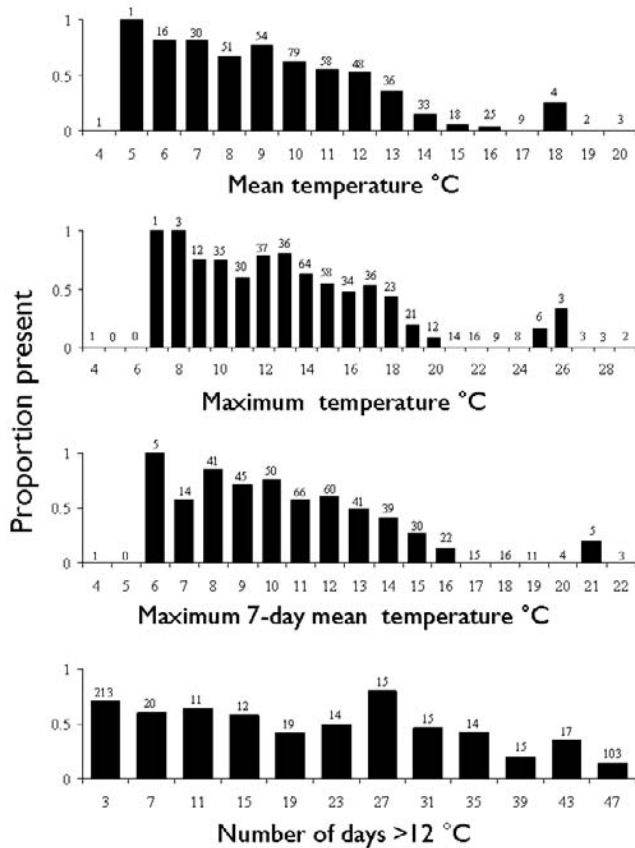 1
0.5
0
1 1 16 30 51 54 79 58 48 36 33 18 25 9 4 2 3
4 5 6 7 8 9 10 11 12 13 14 15 16 17 18 19 20
Mean temperature °C
1
0.5
0
1 0 0 1 3 12 35 30 37 36 64 58 34 36 23 21 12 14 16 9 8 6 3 3 3 2
4 6 8 10 12 14 16 18 20 22 24 26 28
Maximum temperature °C
Proportion present
1
0.5
0
1 0 5 14 41 45 50 66 60 41 39 30 22 15 16 11 4 5 3
4 5 6 7 8 9 10 11 12 13 14 15 16 17 18 19 20 21 22
Maximum 7-day mean temperature °C
1
0.5
0
213 20 11 12 19 14 15 15 14 15 17 103
3 7 11 15 19 23 27 31 35 39 43 47
Number of days >12 °C